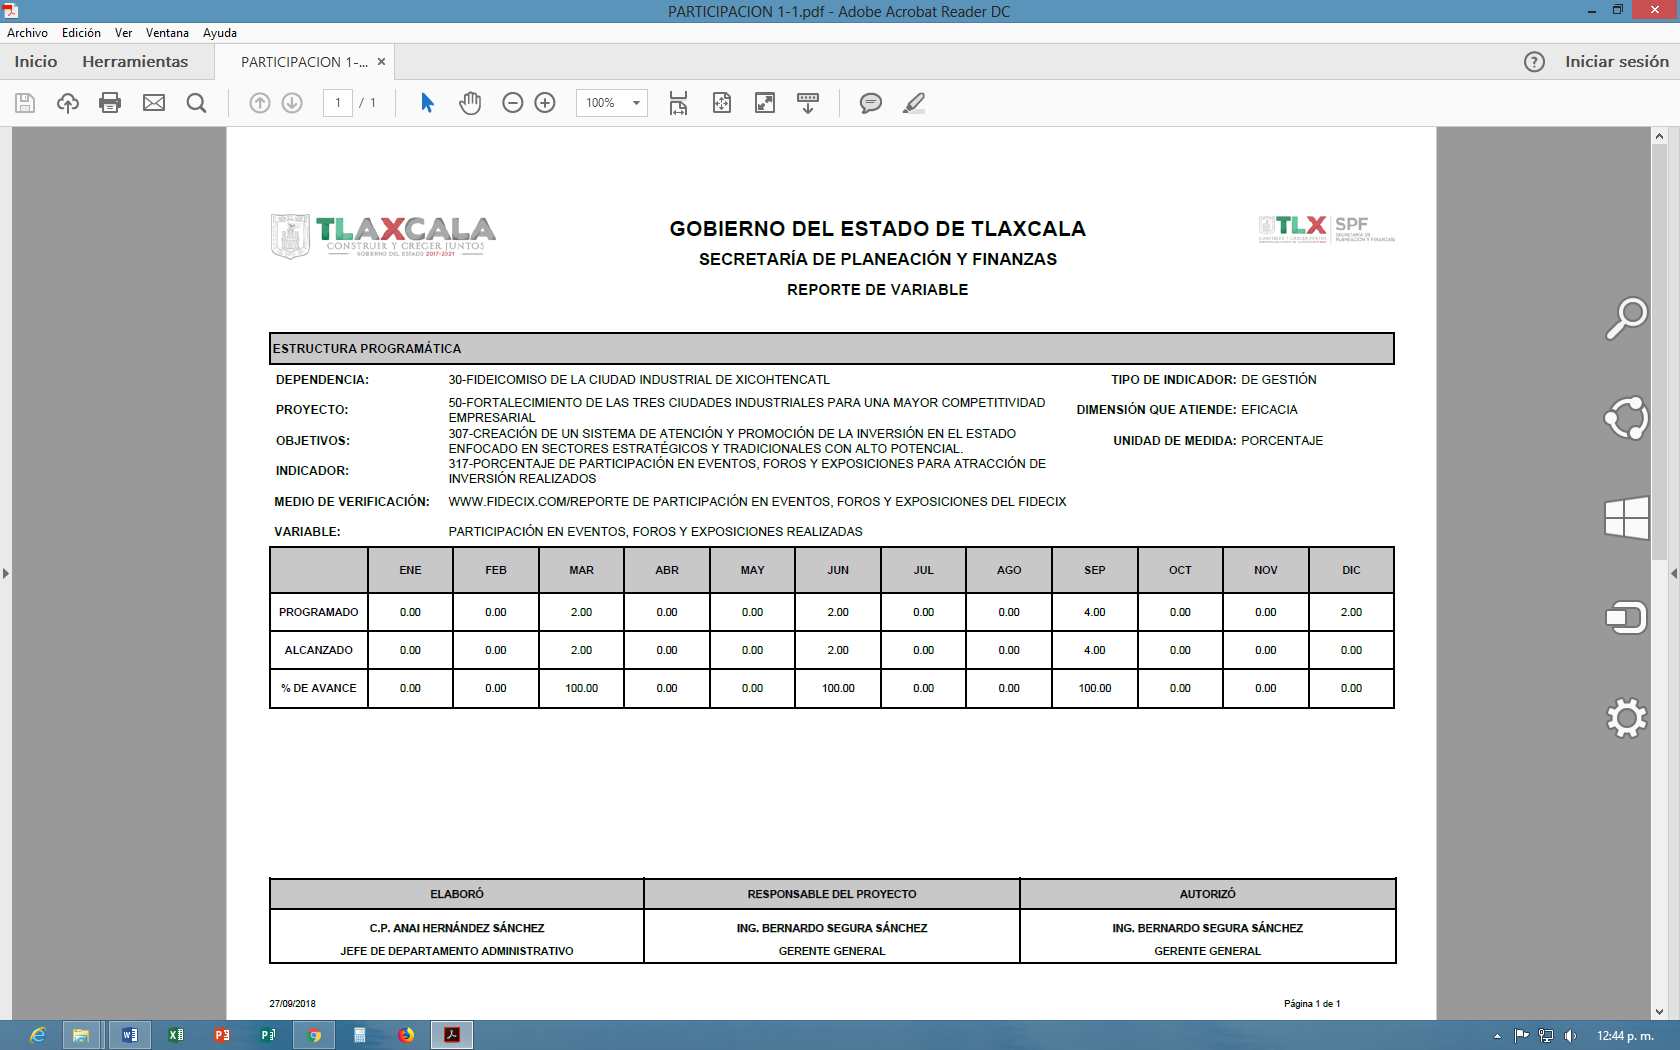 PARTICIPACION 1-1.pdf - Adobe Acrobat Reader DC
Archivo Edición Ver Ventana Ayuda
Inicio Herramientas PARTICIPACION 1-... × ? Iniciar sesión
1 / 1 100%
TLAXCALA
CONSTRUIR Y CRECER JUNTOS
GOBIERNO DEL ESTADO 2017-2021
GOBIERNO DEL ESTADO DE TLAXCALA
SECRETARÍA DE PLANEACIÓN Y FINANZAS
REPORTE DE VARIABLE
TLX SPF
SECRETARÍA DE
PLANEACIÓN Y FINANZAS
ESTRUCTURA PROGRAMÁTICA
DEPENDENCIA: 30-FIDEICOMISO DE LA CIUDAD INDUSTRIAL DE XICOHTENCATL TIPO DE INDICADOR: DE GESTIÓN
PROYECTO: 50-FORTALECIMIENTO DE LAS TRES CIUDADES INDUSTRIALES PARA UNA MAYOR COMPETITIVIDAD
EMPRESARIAL DIMENSIÓN QUE ATIENDE: EFICACIA
OBJETIVOS: 307-CREACIÓN DE UN SISTEMA DE ATENCIÓN Y PROMOCIÓN DE LA INVERSIÓN EN EL ESTADO
ENFOCADO EN SECTORES ESTRATÉGICOS Y TRADICIONALES CON ALTO POTENCIAL. UNIDAD DE MEDIDA: PORCENTAJE
INDICADOR: 317-PORCENTAJE DE PARTICIPACIÓN EN EVENTOS, FOROS Y EXPOSICIONES PARA ATRACCIÓN DE
INVERSIÓN REALIZADOS
MEDIO DE VERIFICACIÓN: WWW.FIDECIX.COM/REPORTE DE PARTICIPACIÓN EN EVENTOS, FOROS Y EXPOSICIONES DEL FIDECIX
VARIABLE: PARTICIPACIÓN EN EVENTOS, FOROS Y EXPOSICIONES REALIZADAS
ENE FEB MAR ABR MAY JUN JUL AGO SEP OCT NOV DIC
PROGRAMADO 0.00 0.00 2.00 0.00 0.00 2.00 0.00 0.00 4.00 0.00 0.00 2.00
ALCANZADO 0.00 0.00 2.00 0.00 0.00 2.00 0.00 0.00 4.00 0.00 0.00 0.00
% DE AVANCE 0.00 0.00 100.00 0.00 0.00 100.00 0.00 0.00 100.00 0.00 0.00 0.00
ELABORÓ RESPONSABLE DEL PROYECTO AUTORIZÓ
C.P. ANAI HERNÁNDEZ SÁNCHEZ ING. BERNARDO SEGURA SÁNCHEZ ING. BERNARDO SEGURA SÁNCHEZ
JEFE DE DEPARTAMENTO ADMINISTRATIVO GERENTE GENERAL GERENTE GENERAL
27/09/2018 Página 1 de 1
12:44 p. m.